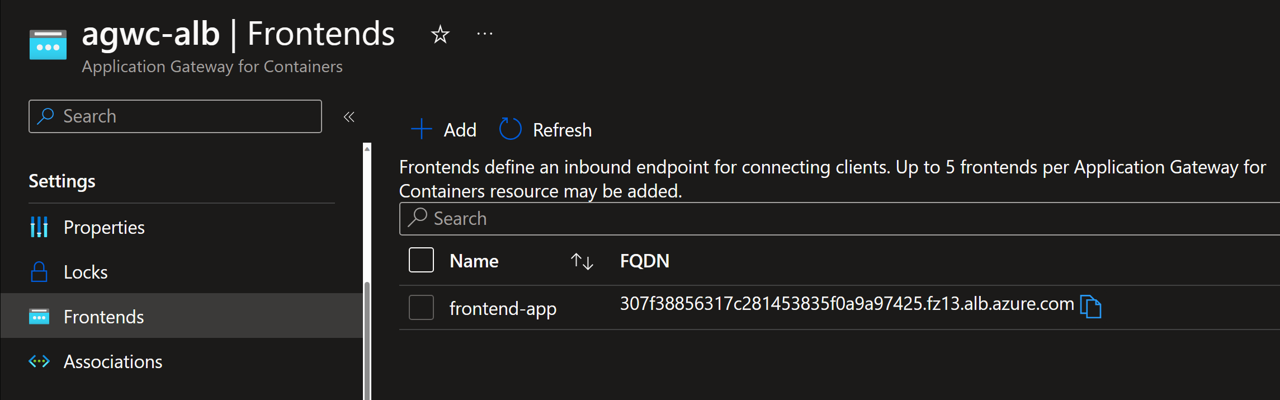 agwc-alb | Frontends
Application Gateway for Containers
Search
Settings
Properties
Locks
Frontends
Associations
Add
Refresh
Frontends define an inbound endpoint for connecting clients. Up to 5 frontends per Application Gateway for
Containers resource may be added.
Search
Name FQDN
frontend-app 307f38856317c281453835f0a9a97425.fz13.alb.azure.com